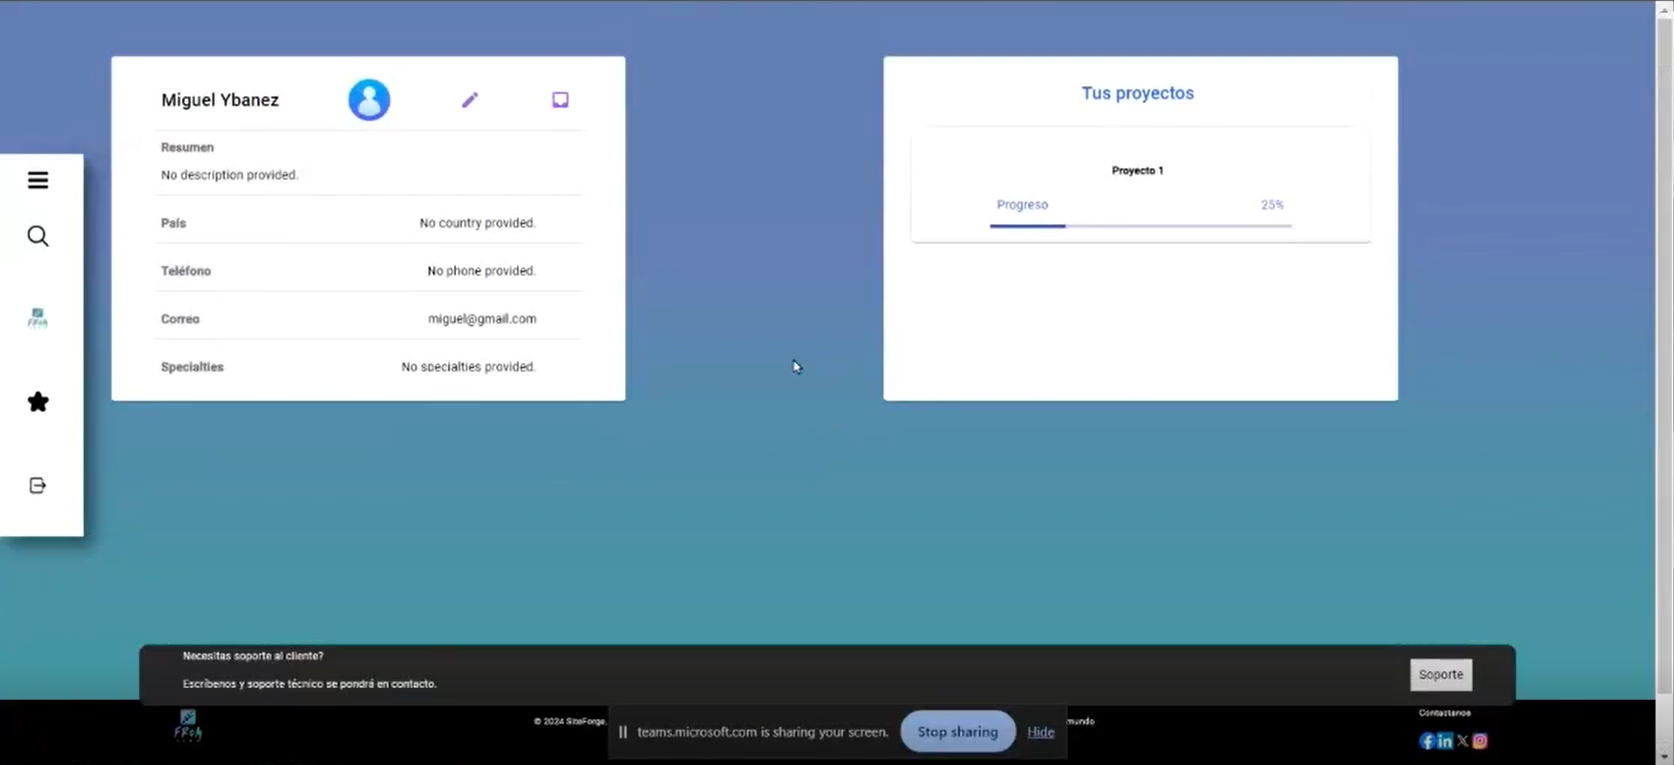 Miguel Ybanez
Resumen
No description provided.
País
No country provided.
Teléfono
No phone provided.
Correo
miguel@gmail.com
Specialties
No specialties provided.
Tus proyectos
Proyecto 1
Progreso
25%
Necesitas soporte al cliente?
Escríbenos y soporte técnico se pondrá en contacto.
Soporte
FRoM
© 2024 SiteForge.
mundo
Contactanos
teams.microsoft.com is sharing your screen.
Stop sharing
Hide